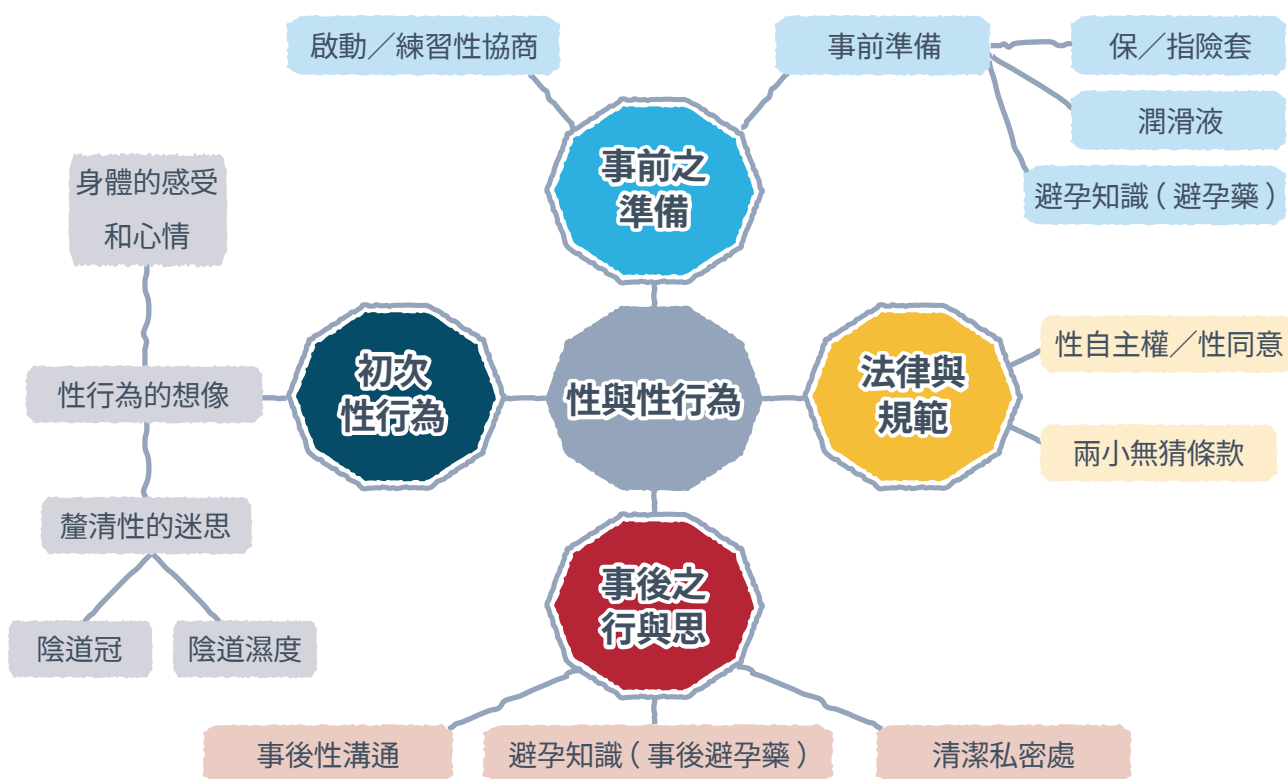 啟動／練習性協商
事前準備
保／指險套
潤滑液
避孕知識（避孕藥）
事前之
準備
身體的感受
和心情
性行為的想像
初次
性行為
性與性行為
法律與
規範
性自主權／性同意
兩小無猜條款
釐清性的迷思
陰道冠
陰道濕度
事後之
行與思
事後性溝通
避孕知識（事後避孕藥）
清潔私密處